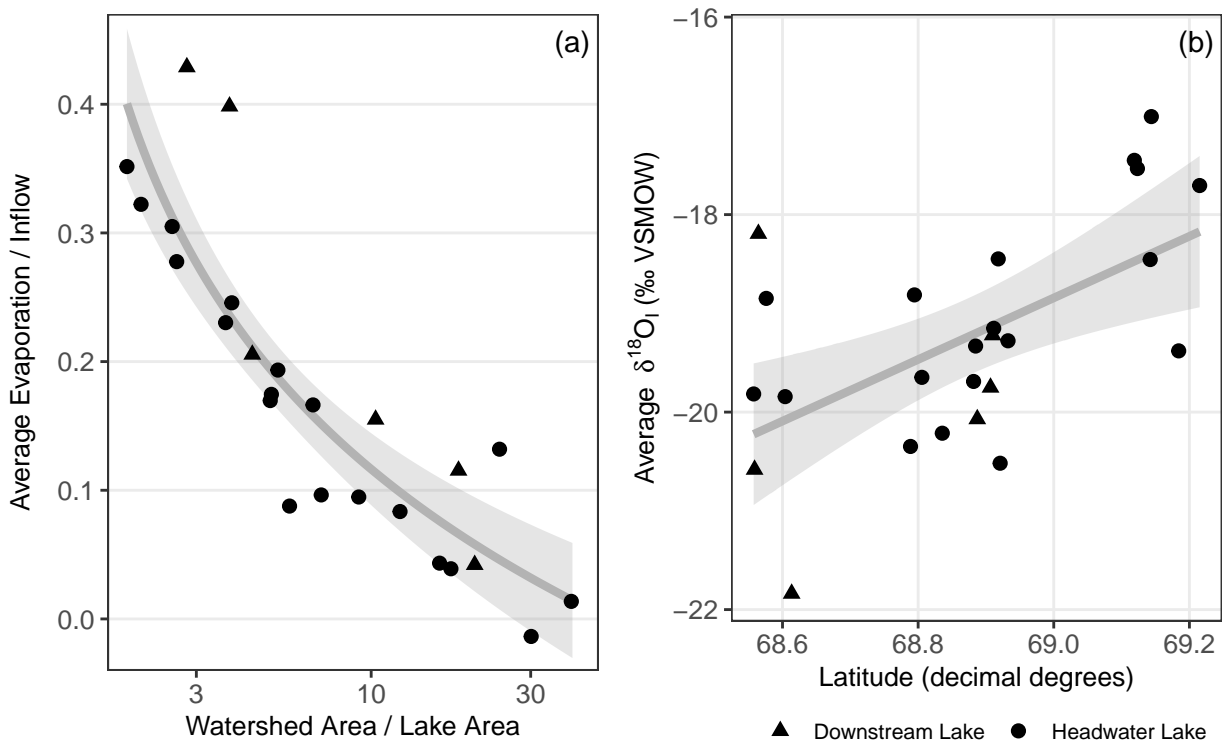 (a)
0.4
0.3
0.2
0.1
0.0
3
10
30
Average Evaporation / Inflow
Watershed Area / Lake Area
(b)
−16
−18
−20
−22
68.6
68.8
69.0
69.2
Average δ¹⁸Oₗ (‰ VSMOW)
Latitude (decimal degrees)
Downstream Lake
Headwater Lake